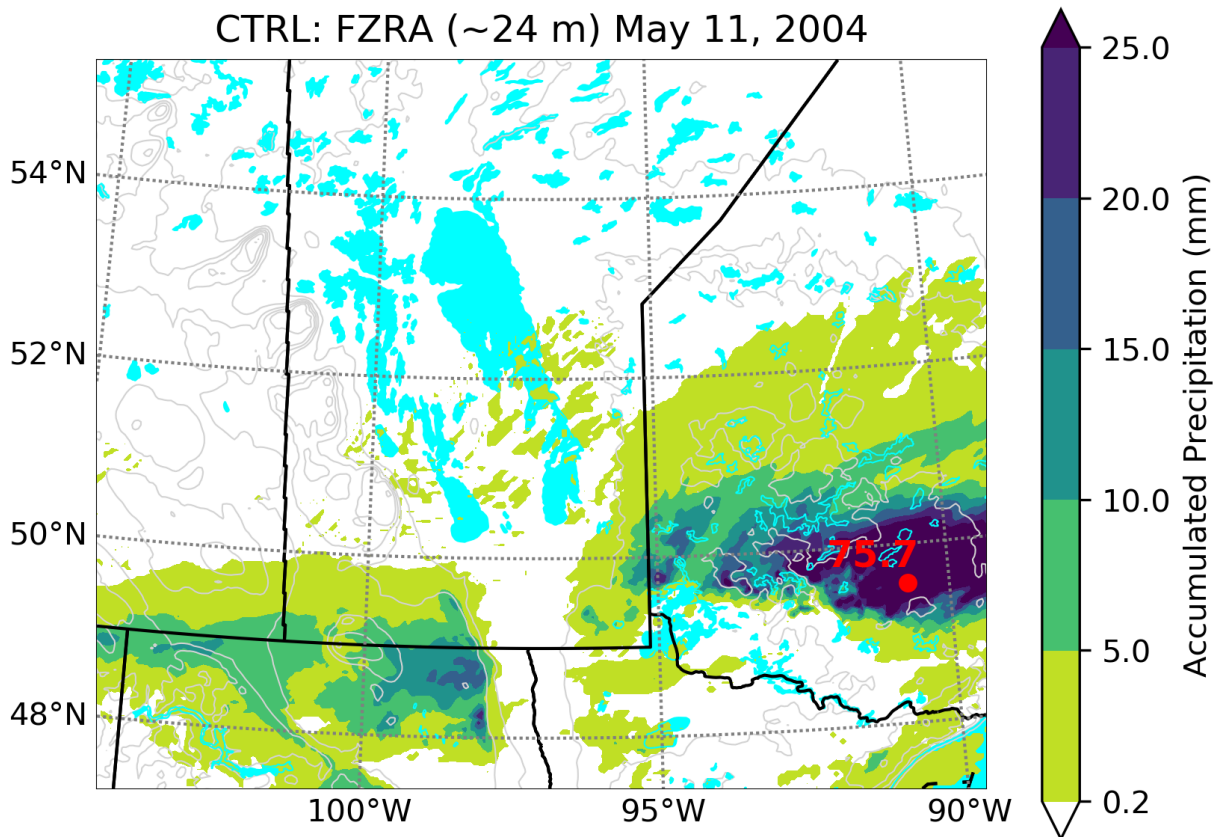 CTRL: FZRA (~24 m) May 11, 2004
54°N
52°N
50°N
48°N
100°W
95°W
90°W
75.7
25.0
20.0
15.0
10.0
5.0
0.2
Accumulated Precipitation (mm)